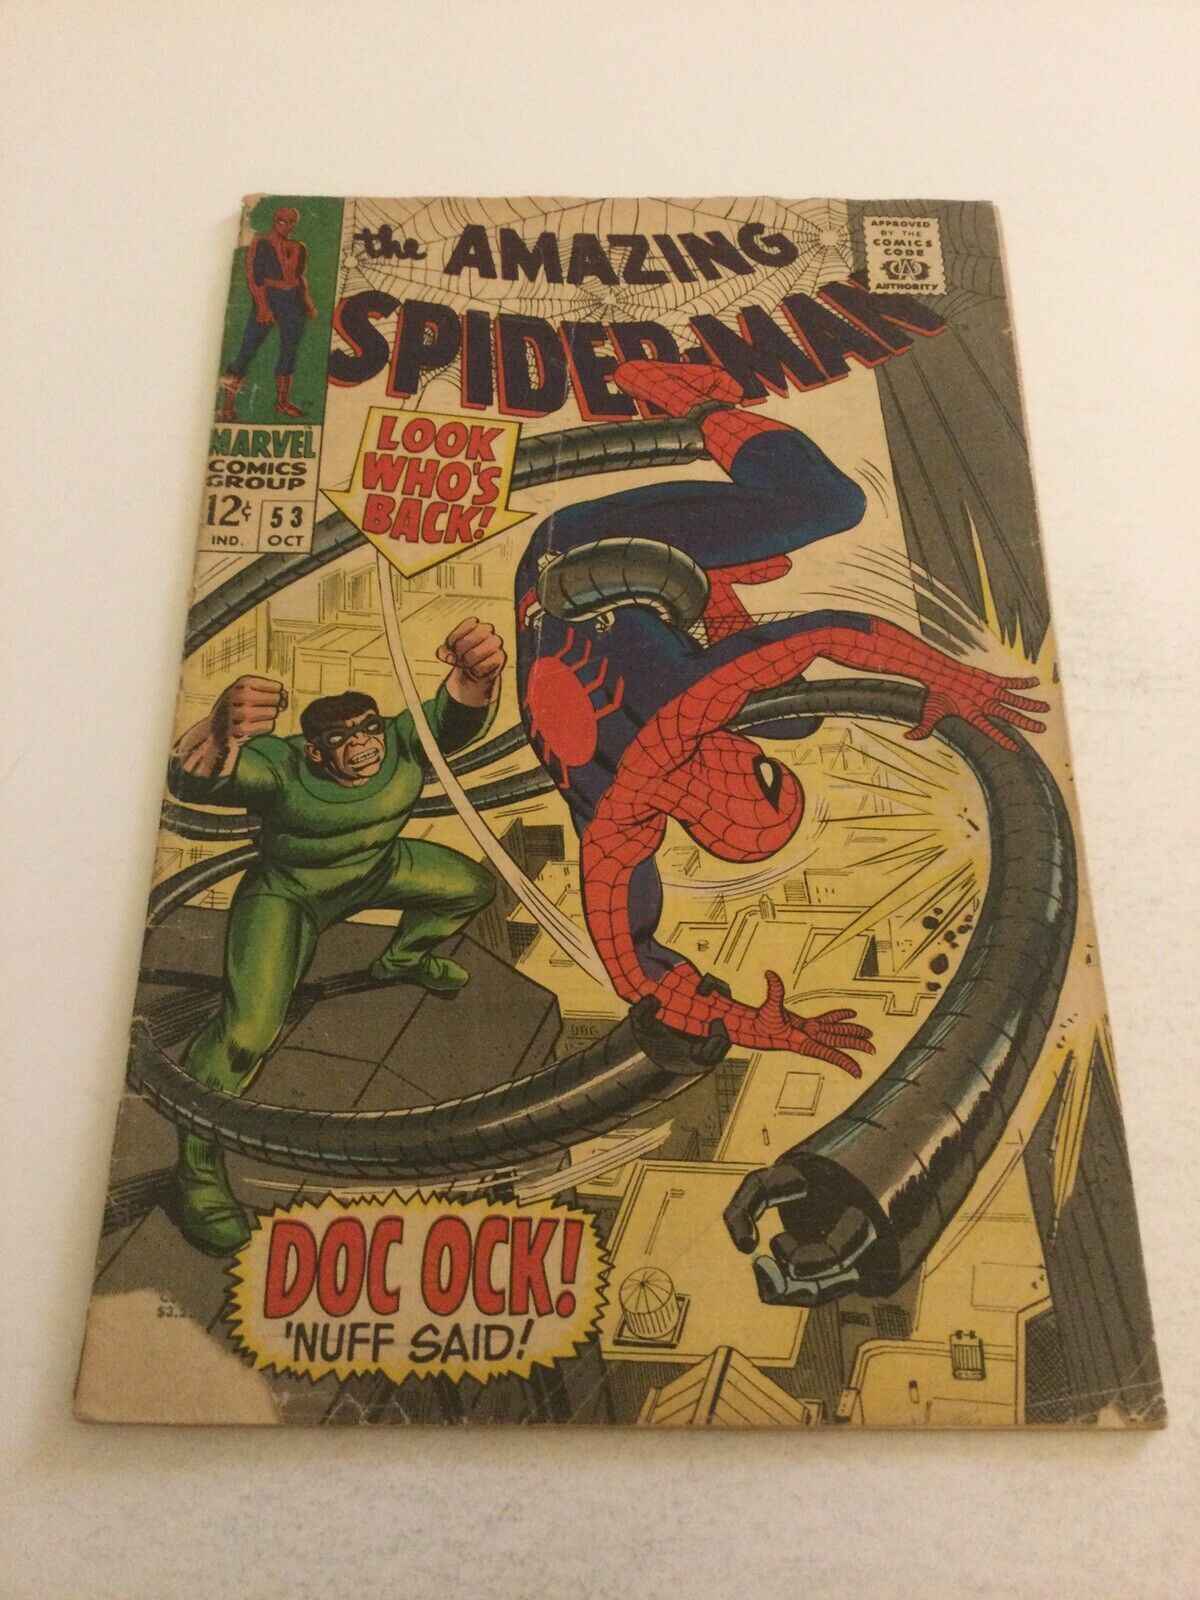 the AMAZING
SPIDER-MAN
APPROVED
BY THE
COMICS
CODE
CA
AUTHORITY
MARVEL
COMICS
GROUP
12¢
IND.
53
OCT
LOOK
WHO'S
BACK!
DOC OCK!
'NUFF SAID!